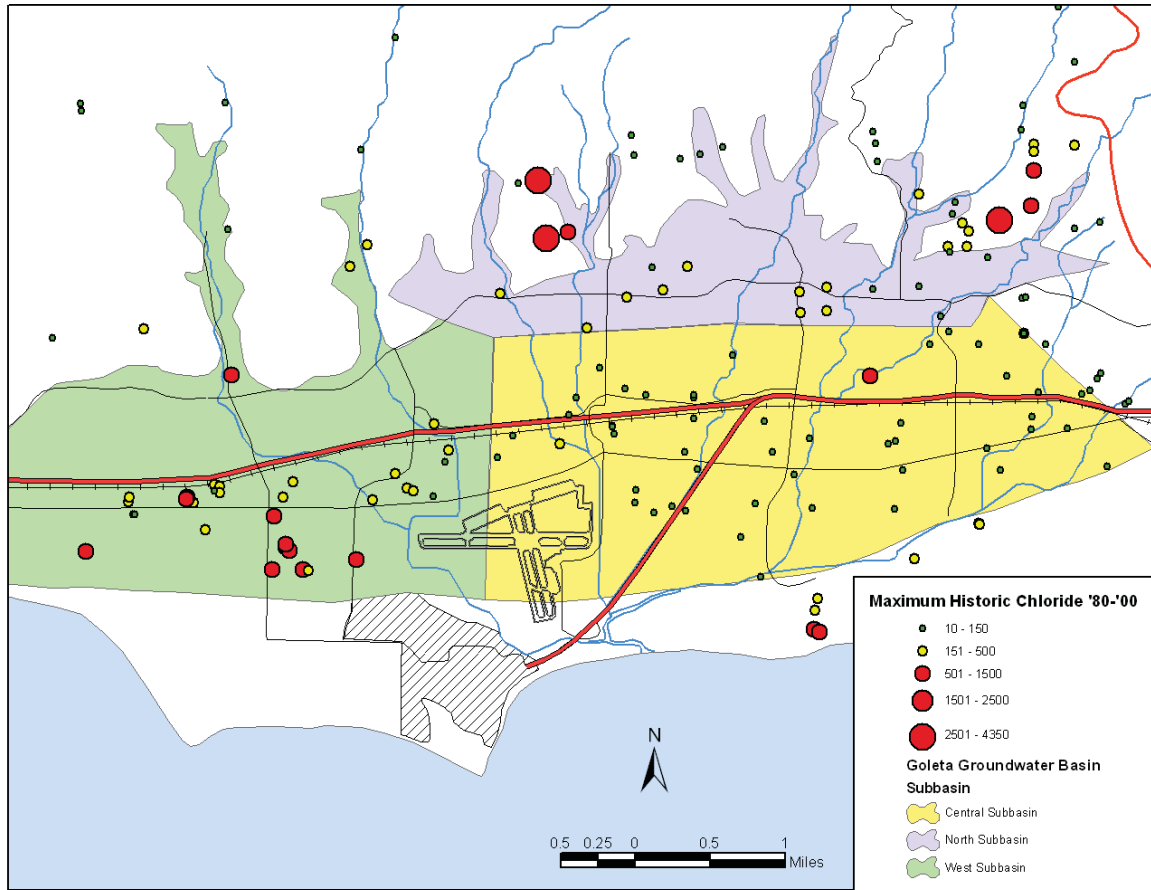 Maximum Historic Chloride '80-'00
10 - 150
151 - 500
501 - 1500
1501 - 2500
2501 - 4350
Goleta Groundwater Basin
Subbasin
Central Subbasin
North Subbasin
West Subbasin
N
0.5 0.25 0 0.5 1
Miles